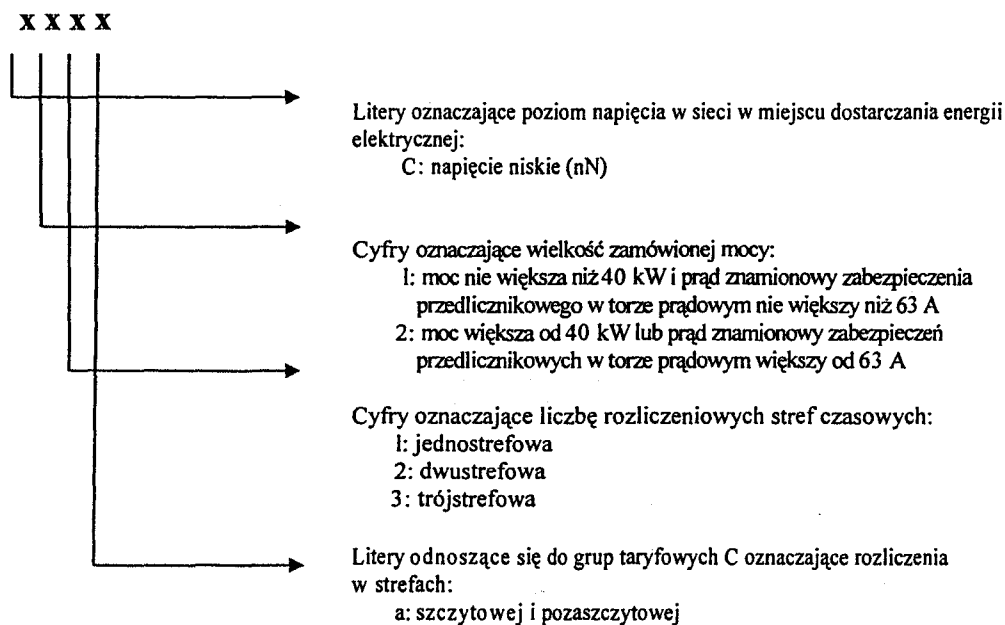 X X X X
Litery oznaczające poziom napięcia w sieci w miejscu dostarczania energii
elektrycznej:
C: napięcie niskie (nN)
Cyfry oznaczające wielkość zamówionej mocy:
1: moc nie większa niż 40 kW i prąd znamionowy zabezpieczenia
przedlicznikowego w torze prądowym nie większy niż 63 A
2: moc większa od 40 kW lub prąd znamionowy zabezpieczeń
przedlicznikowych w torze prądowym większy od 63 A
Cyfry oznaczające liczbę rozliczeniowych stref czasowych:
1: jednostrefowa
2: dwustrefowa
3: trójstrefowa
Litery odnoszące się do grup taryfowych C oznaczające rozliczenia
w strefach:
a: szczytowej i pozaszczytowej